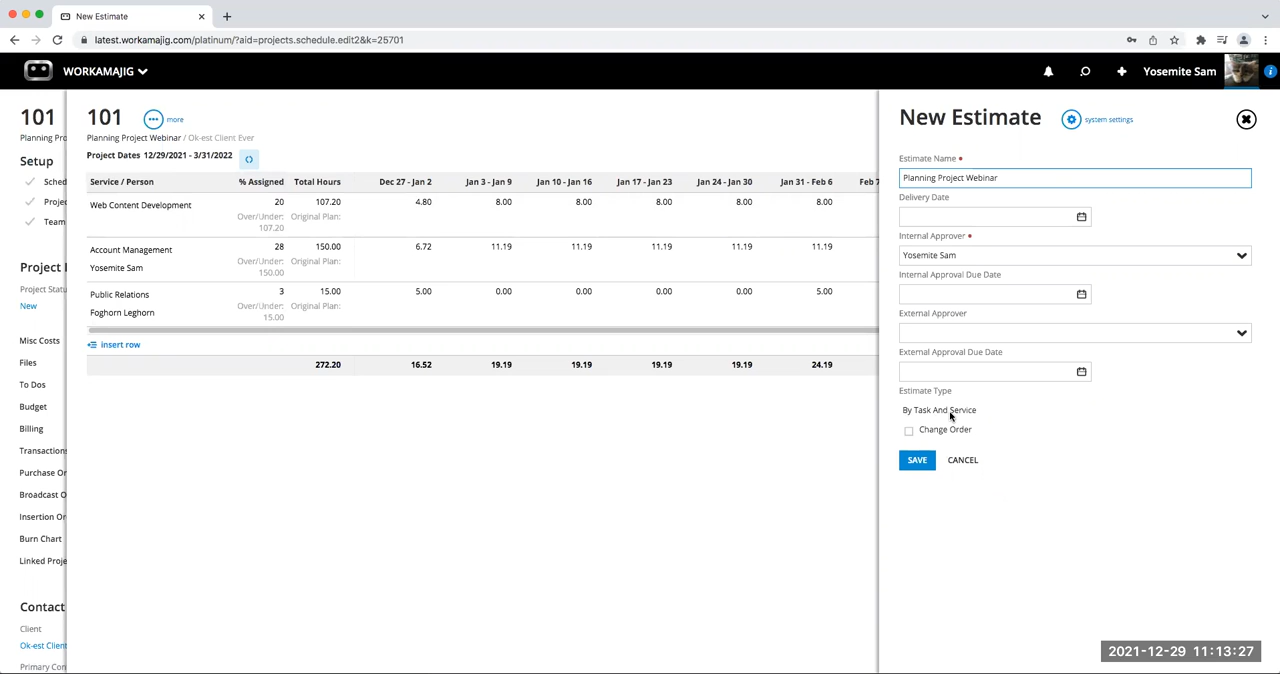 New Estimate
latest.workamajig.com/platinum/?aid=projects.schedule.edit2&k=25701
WORKAMAJIG
Yosemite Sam
101
Planning Pro
Setup
Sched
Projec
Team
Project
Project Statu
New
Misc Costs
Files
To Dos
Budget
Billing
Transactions
Purchase Or
Broadcast O
Insertion Or
Burn Chart
Linked Proje
Contact
Client
Ok-est Client
Primary Con
101
more
Planning Project Webinar / Ok-est Client Ever
Project Dates 12/29/2021 - 3/31/2022
Service / Person % Assigned Total Hours Dec 27 - Jan 2 Jan 3 - Jan 9 Jan 10 - Jan 16 Jan 17 - Jan 23 Jan 24 - Jan 30 Jan 31 - Feb 6 Feb 7
Web Content Development 20 107.20 4.80 8.00 8.00 8.00 8.00 8.00
Over/Under: Original Plan:
107.20
Account Management 28 150.00 6.72 11.19 11.19 11.19 11.19 11.19
Yosemite Sam Over/Under: Original Plan:
150.00
Public Relations 3 15.00 5.00 0.00 0.00 0.00 0.00 5.00
Foghorn Leghorn Over/Under: Original Plan:
15.00
insert row
272.20 16.52 19.19 19.19 19.19 19.19 24.19
New Estimate
system settings
Estimate Name
Planning Project Webinar
Delivery Date
Internal Approver
Yosemite Sam
Internal Approval Due Date
External Approver
External Approval Due Date
Estimate Type
By Task And Service
Change Order
SAVE CANCEL
2021-12-29 11:13:27